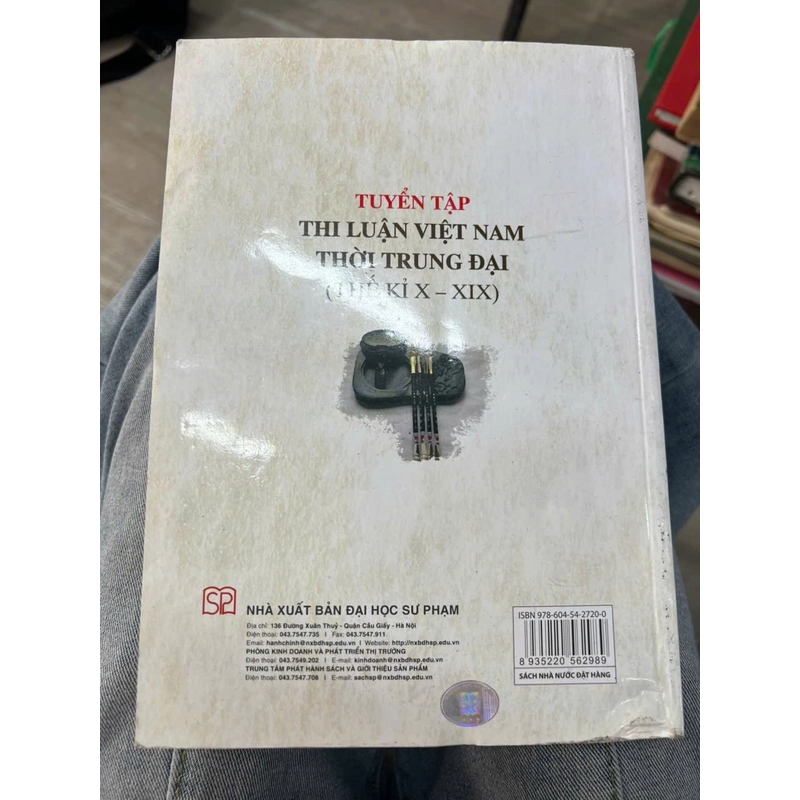 TUYỂN TẬP
THI LUẬN VIỆT NAM
THỜI TRUNG ĐẠI
(THẾ KỈ X – XIX)
SP
NHÀ XUẤT BẢN ĐẠI HỌC SƯ PHẠM
Địa chỉ: 136 Đường Xuân Thuỷ - Quận Cầu Giấy - Hà Nội
Điện thoại: 043.7547.735 | Fax: 043.7547.911
Email: hanhchinh@nxbdhsp.edu.vn | Website: http://nxbdhsp.edu.vn
PHÒNG KINH DOANH VÀ PHÁT TRIỂN THỊ TRƯỜNG
Điện thoại: 043.7549.202 | E-mail: kinhdoanh@nxbdhsp.edu.vn
TRUNG TÂM PHÁT HÀNH SÁCH VÀ GIỚI THIỆU SẢN PHẨM
Điện thoại: 043.7547.706 | E-mail: sachsp@nxbdhsp.edu.vn
ISBN 978-604-54-2720-0
8 935220 562989
SÁCH NHÀ NƯỚC ĐẶT HÀNG